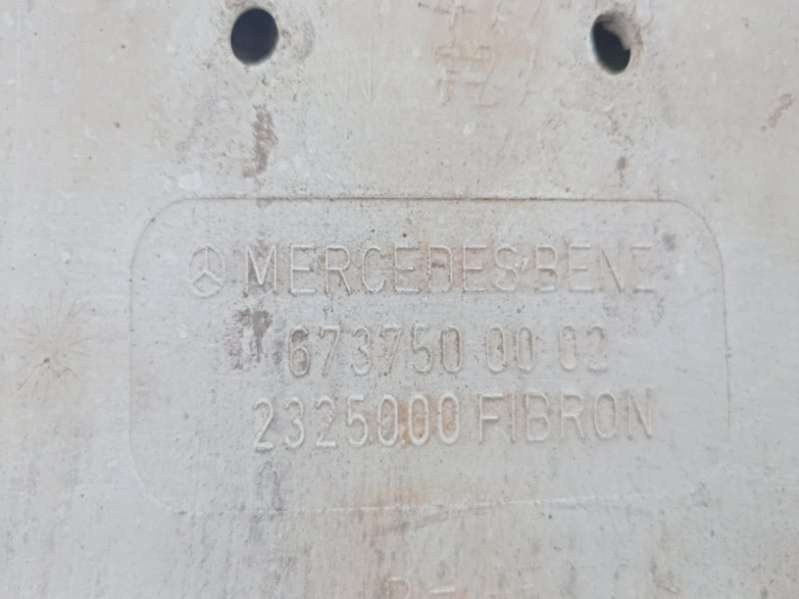 MERCEDES BENZ
673 750 00 02
2325000 FIBRON